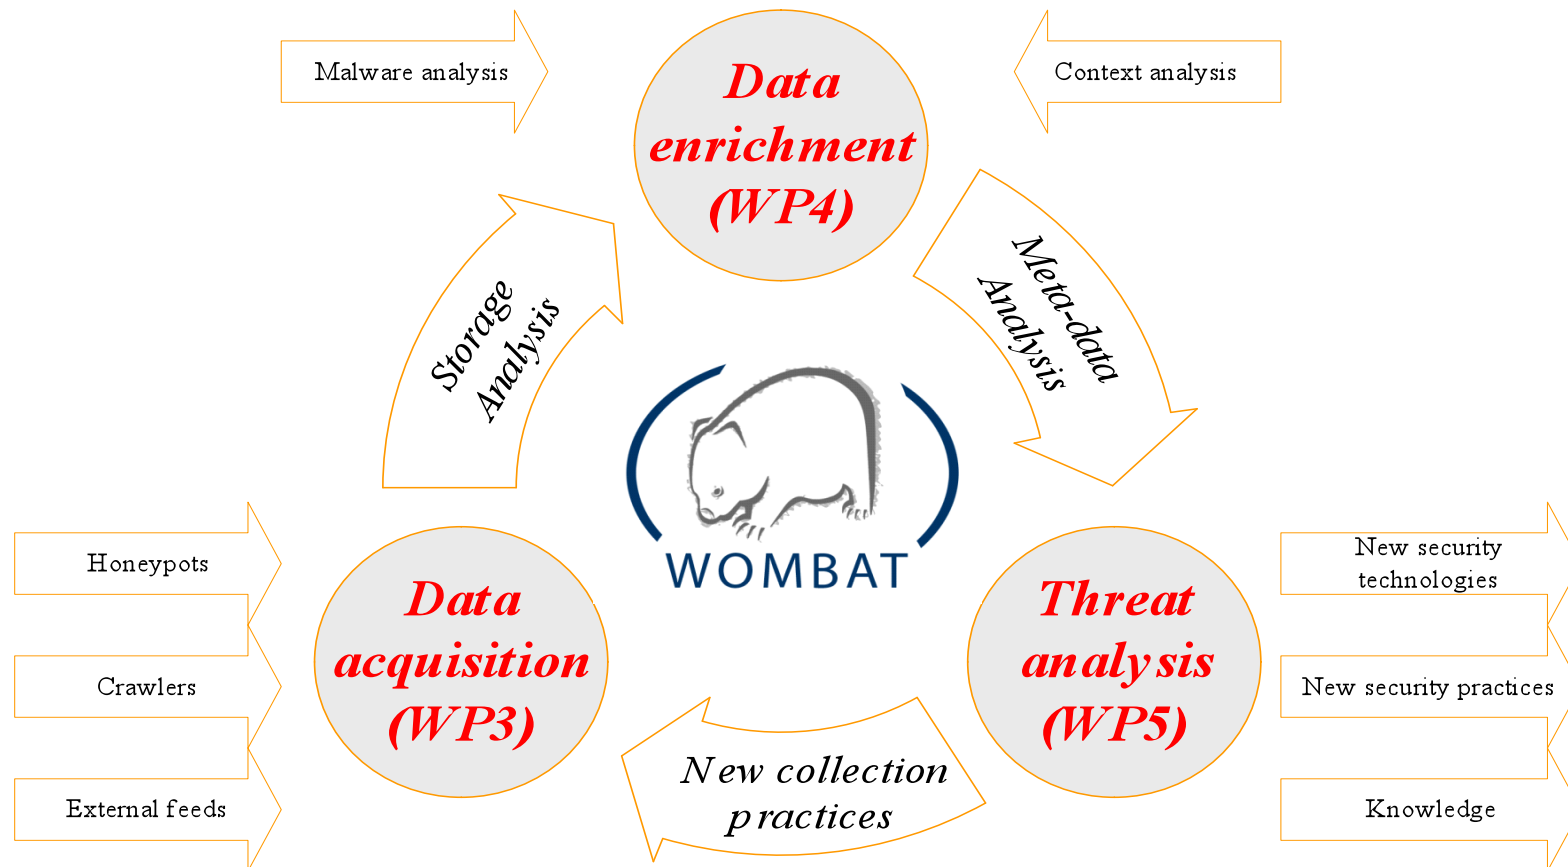 Malware analysis
Data
enrichment
(WP4)
Context analysis
Storage
Analysis
Meta-data
Analysis
WOMBAT
Honeypots
Crawlers
External feeds
Data
acquisition
(WP3)
New collection
practices
Threat
analysis
(WP5)
New security
technologies
New security practices
Knowledge